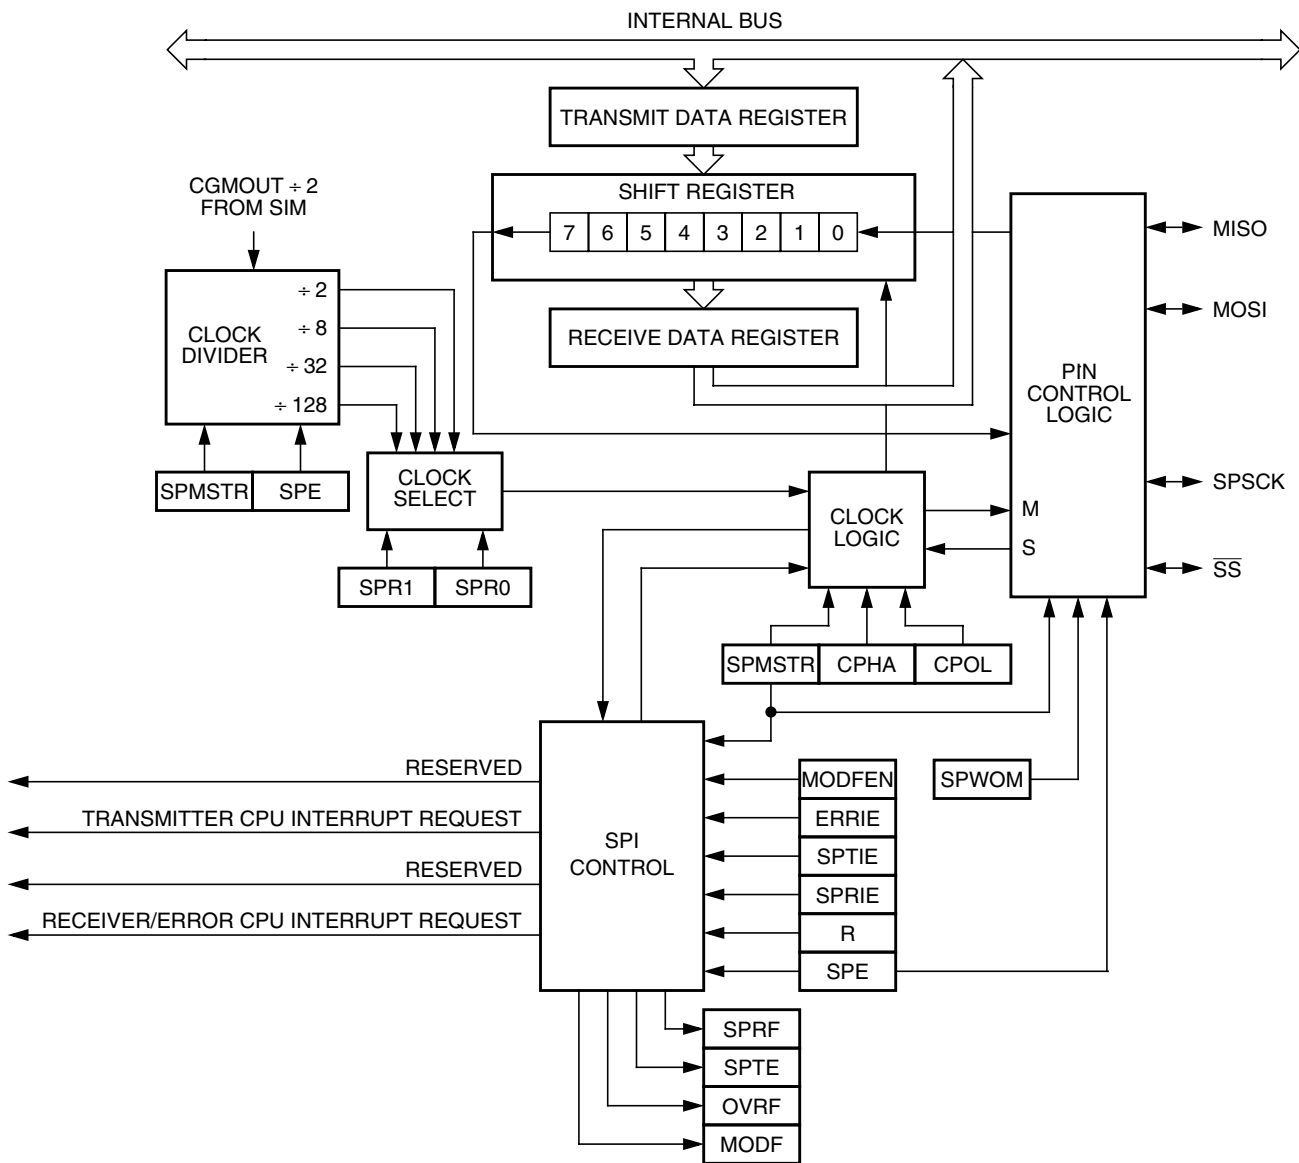 INTERNAL BUS
TRANSMIT DATA REGISTER
CGMOUT ÷ 2
FROM SIM
SHIFT REGISTER
7 6 5 4 3 2 1 0
MISO
÷ 2
÷ 8
÷ 32
÷ 128
CLOCK
DIVIDER
RECEIVE DATA REGISTER
MOSI
PIN
CONTROL
LOGIC
SPMSTR
SPE
CLOCK
SELECT
CLOCK
LOGIC
M
S
SPSCK
SS
SPR1
SPR0
SPMSTR
CPHA
CPOL
RESERVED
TRANSMITTER CPU INTERRUPT REQUEST
RESERVED
RECEIVER/ERROR CPU INTERRUPT REQUEST
SPI
CONTROL
MODFEN
ERRIE
SPTIE
SPRIE
R
SPE
SPWOM
SPRF
SPTE
OVRF
MODF